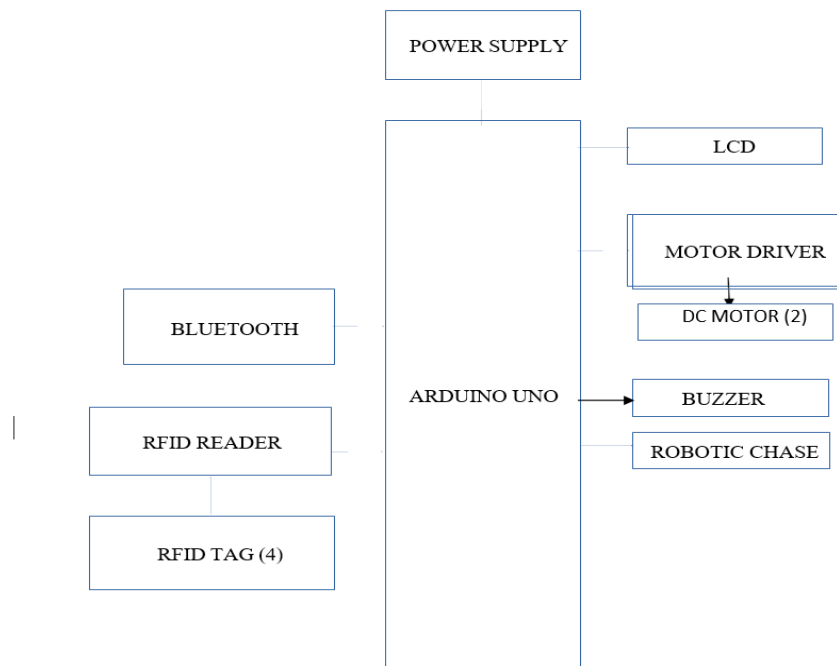 POWER SUPPLY
LCD
MOTOR DRIVER
DC MOTOR (2)
BLUETOOTH
ARDUINO UNO
BUZZER
RFID READER
ROBOTIC CHASE
RFID TAG (4)